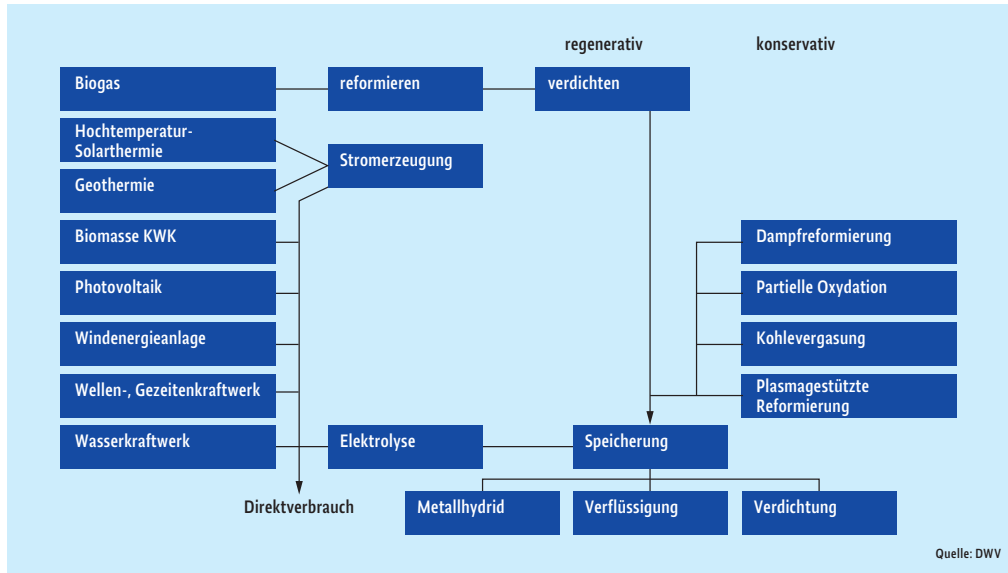 regenerativ
konservativ
Biogas
reformieren
verdichten
Hochtemperatur-
Solarthermie
Stromerzeugung
Geothermie
Biomasse KWK
Dampfreformierung
Photovoltaik
Partielle Oxydation
Windenergieanlage
Kohlevergasung
Wellen-, Gezeitenkraftwerk
Plasmagestützte
Reformierung
Wasserkraftwerk
Elektrolyse
Speicherung
Direktverbrauch
Metallhydrid
Verflüssigung
Verdichtung
Quelle: DWV